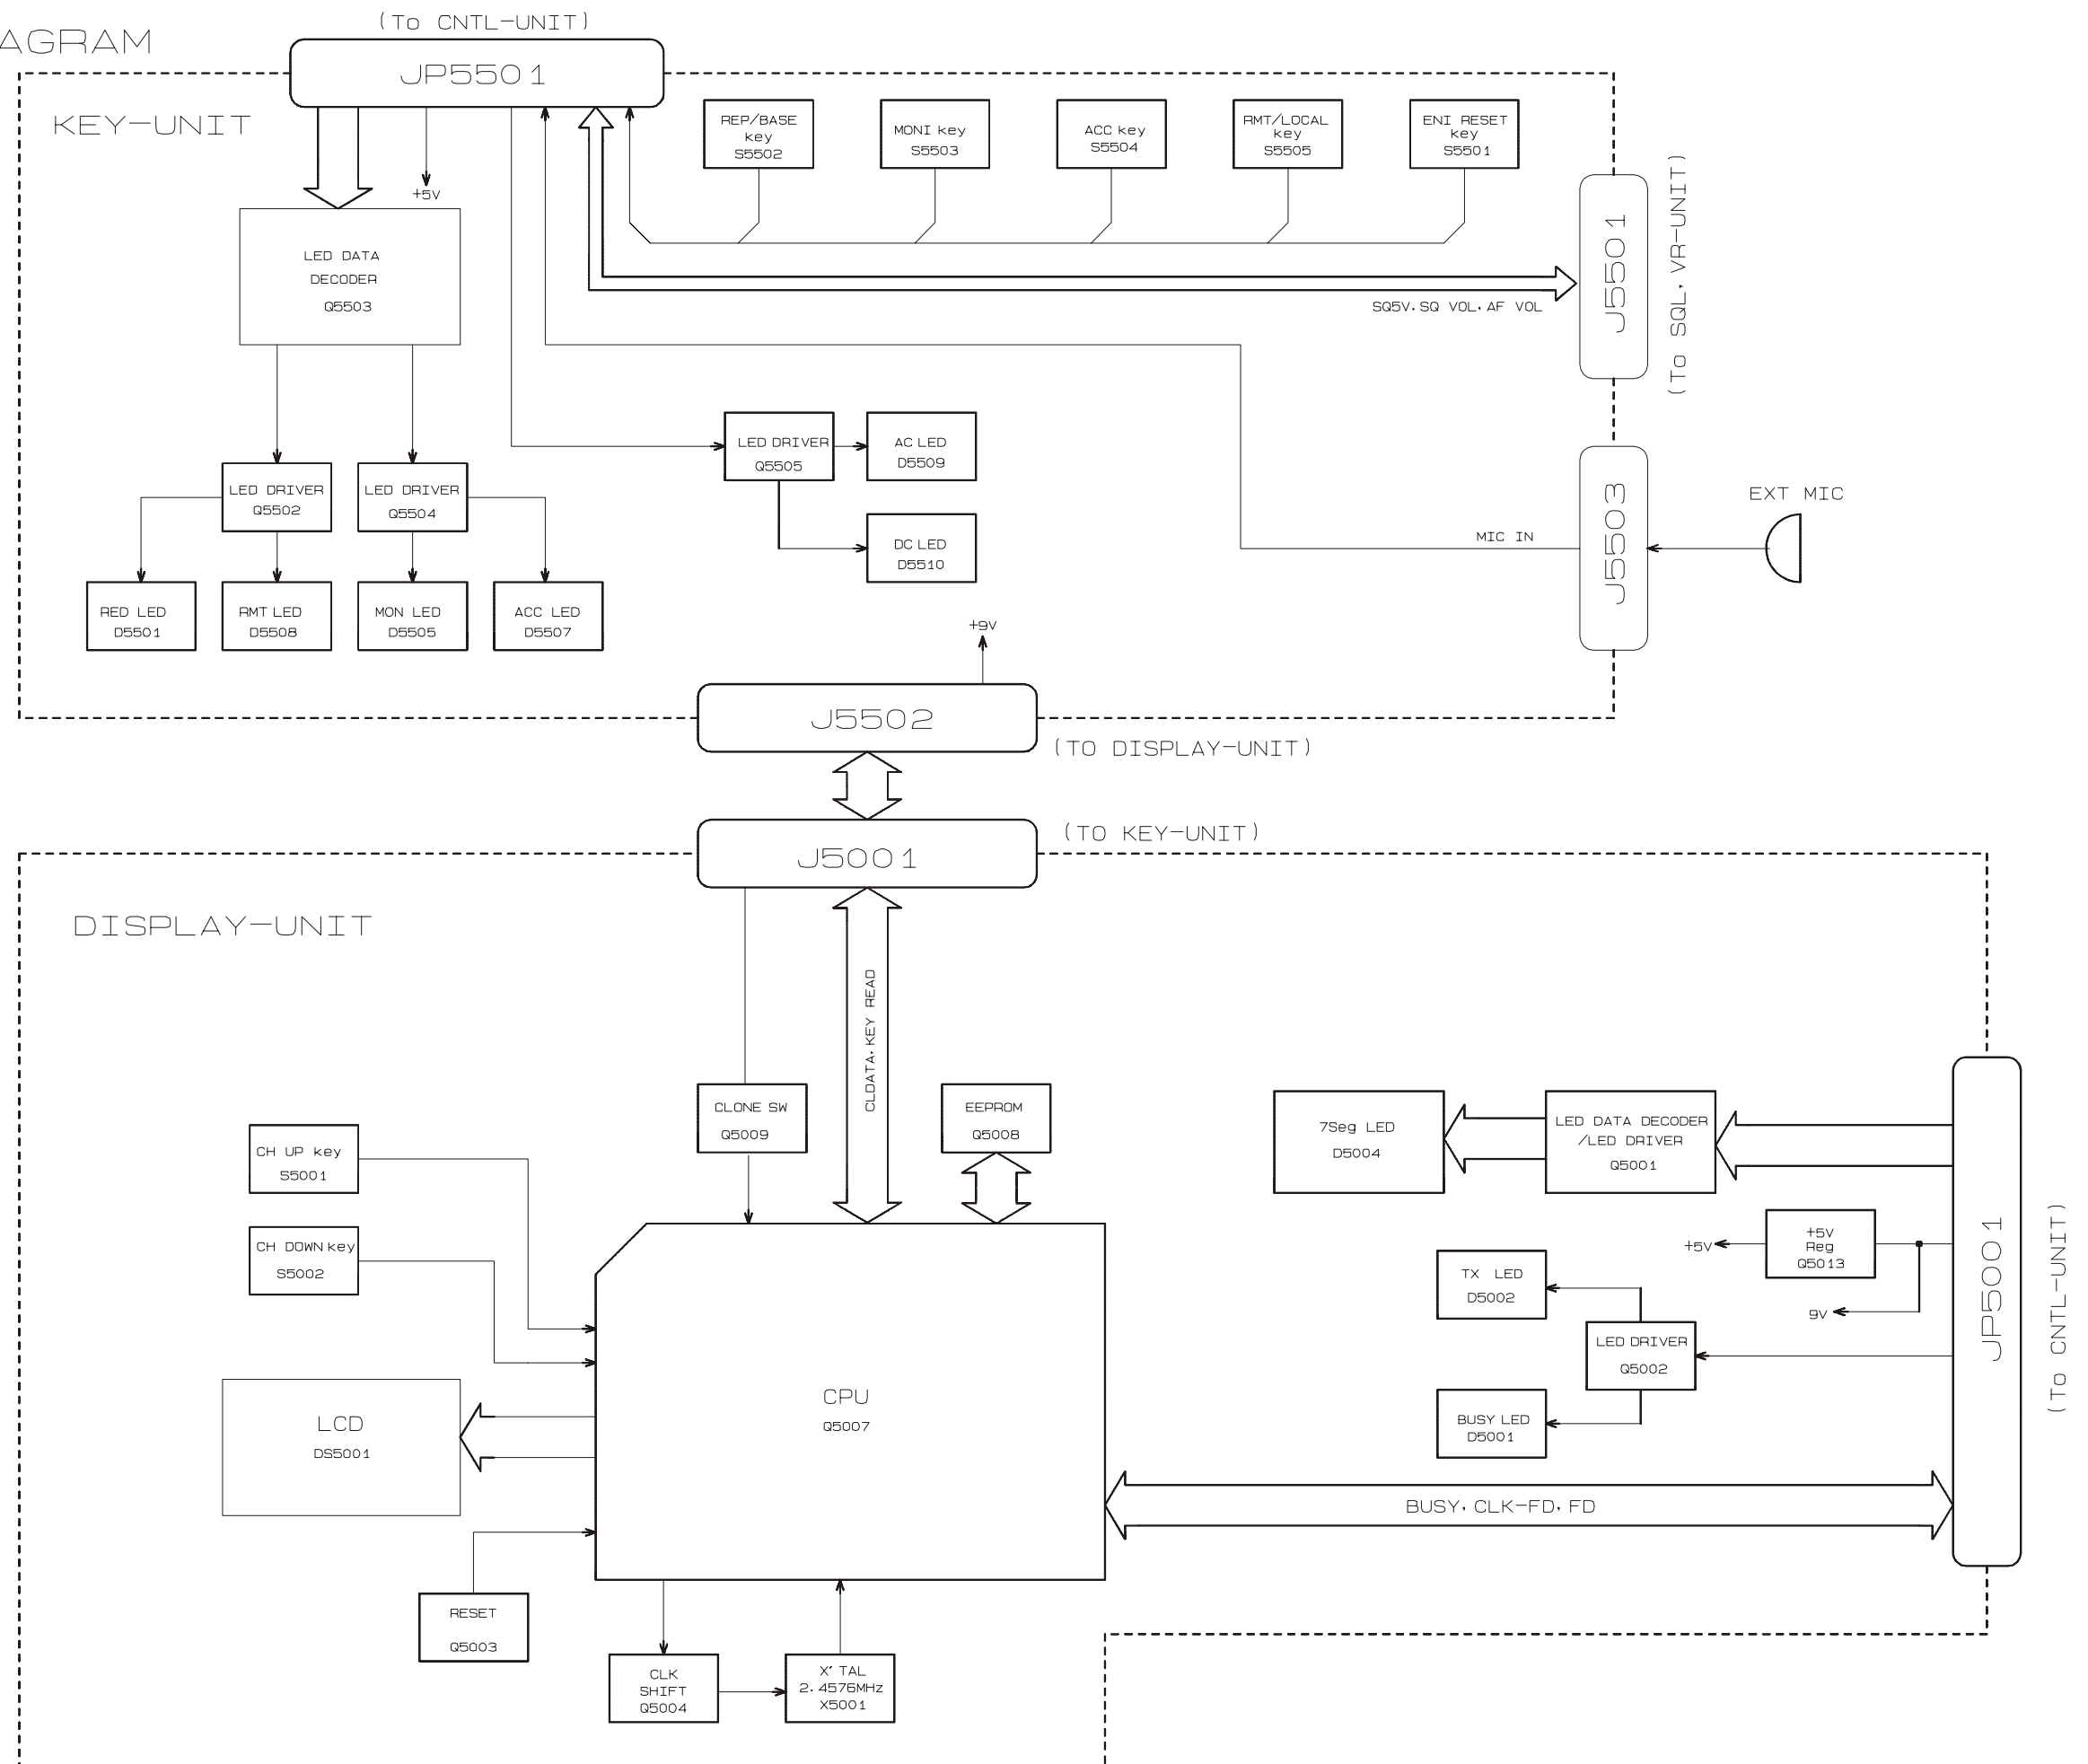 (To CNTL-UNIT)
AGRAM
JP5501
KEY-UNIT
REP/BASE
key
S5502
MONI key
S5503
ACC key
S5504
RMT/LOCAL
key
S5505
ENI RESET
key
S5501
+5V
J5501
(To SQL, VR-UNIT)
LED DATA
DECODER
Q5503
SQ5V. SQ VOL, AF VOL
LED DRIVER
Q5505
AC LED
D5509
DC LED
D5510
LED DRIVER
Q5502
LED DRIVER
Q5504
J5503
EXT MIC
MIC IN
RED LED
D5501
RMT LED
D5508
MON LED
D5505
ACC LED
D5507
+9V
J5502
(TO DISPLAY-UNIT)
(TO KEY-UNIT)
J5001
DISPLAY-UNIT
CLDATA, KEY READ
CLONE SW
Q5009
EEPROM
Q5008
7Seg LED
D5004
LED DATA DECODER
/LED DRIVER
Q5001
CH UP key
S5001
CH DOWN key
S5002
+5V
+5V
Reg
Q5013
9V
JP5001
(To CNTL-UNIT)
TX LED
D5002
LED DRIVER
Q5002
BUSY LED
D5001
LCD
DS5001
CPU
Q5007
BUSY, CLK-FD, FD
RESET
Q5003
CLK
SHIFT
Q5004
X' TAL
2.4576MHz
X5001